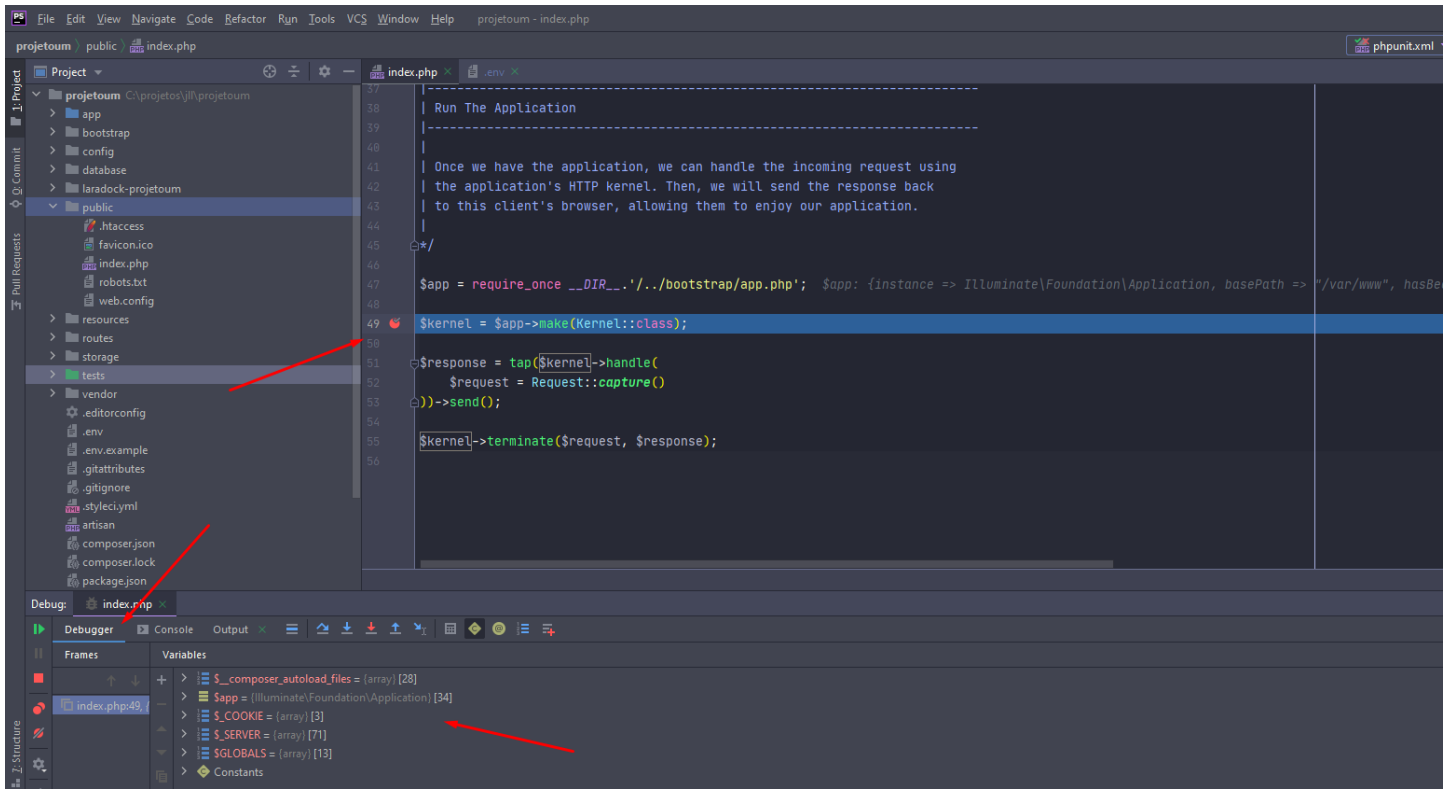 PS File Edit View Navigate Code Refactor Run Tools VCS Window Help projetoum - index.php
projetoum public index.php phpunit.xml
1: Project
0: Commit
Pull Requests
7: Structure
Project
projetoum C:\projetos\jll\projetoum
app
bootstrap
config
database
laradock-projetoum
public
.htaccess
favicon.ico
index.php
robots.txt
web.config
resources
routes
storage
tests
vendor
.editorconfig
.env
.env.example
.gitattributes
.gitignore
.styleci.yml
artisan
composer.json
composer.lock
package.json
index.php .env
37 |--------------------------------------------------------------------------
38 | Run The Application
39 |--------------------------------------------------------------------------
40 |
41 | Once we have the application, we can handle the incoming request using
42 | the application's HTTP kernel. Then, we will send the response back
43 | to this client's browser, allowing them to enjoy our application.
44 |
45 */
46
47 $app = require_once __DIR__.'/../bootstrap/app.php'; $app: {instance => Illuminate\Foundation\Application, basePath => "/var/www", hasBee
48
49 $kernel = $app->make(Kernel::class);
50
51 $response = tap($kernel->handle(
52 $request = Request::capture()
53 ))->send();
54
55 $kernel->terminate($request, $response);
56
Debug: index.php
Debugger Console Output
Frames Variables
index.php:49, /
$__composer_autoload_files = {array} [28]
$app = {Illuminate\Foundation\Application} [34]
$_COOKIE = {array} [3]
$_SERVER = {array} [71]
$GLOBALS = {array} [13]
Constants